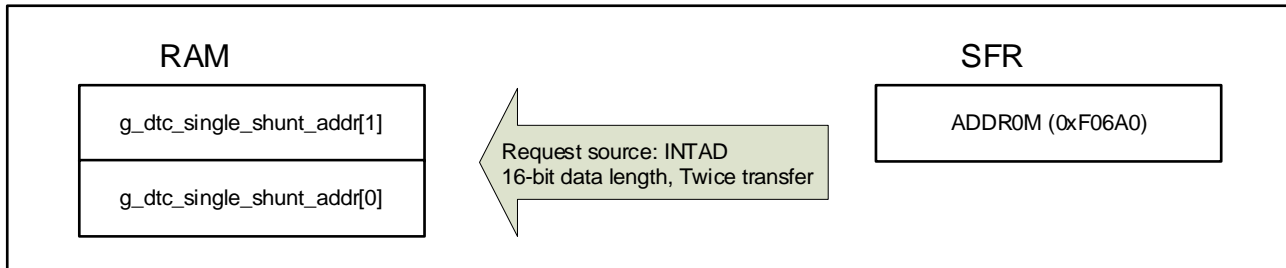 RAM
SFR
g_dtc_single_shunt_addr[1]
g_dtc_single_shunt_addr[0]
Request source: INTAD
16-bit data length, Twice transfer
ADDR0M (0xF06A0)